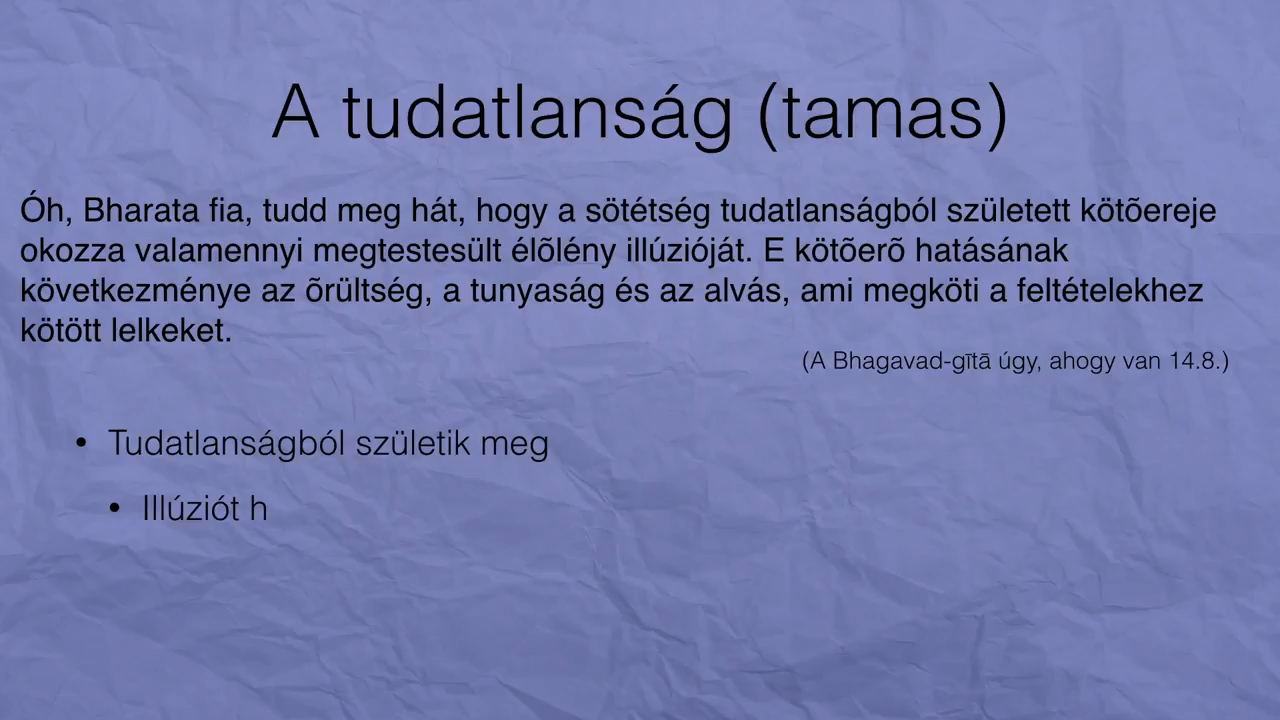 A tudatlanság (tamas)
Óh, Bharata fia, tudd meg hát, hogy a sötétség tudatlanságból született kötõereje
okozza valamennyi megtestesült élõlény illúzióját. E kötõerõ hatásának
következménye az õrültség, a tunyaság és az alvás, ami megköti a feltételekhez
kötött lelkeket.
(A Bhagavad-gītā úgy, ahogy van 14.8.)
• Tudatlanságból születik meg
• Illúziót h